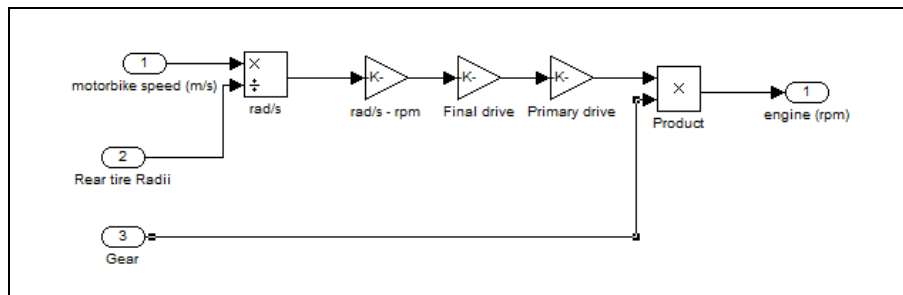 1
motorbike speed (m/s)
×
÷
rad/s
K-
rad/s - rpm
K-
Final drive
K-
Primary drive
×
Product
1
engine (rpm)
2
Rear tire Radii
3
Gear